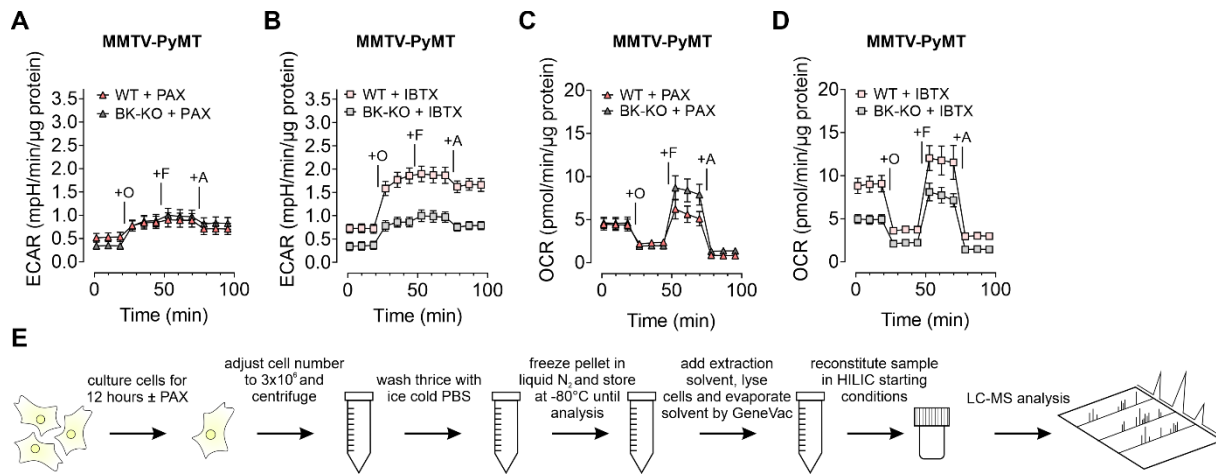 A
MMTV-PyMT
ECAR (mpH/min/µg protein)
3.5
3.0
2.5
2.0
1.5
1.0
0.5
0.0
WT + PAX
BK-KO + PAX
+O
+F
+A
0
50
100
Time (min)
B
MMTV-PyMT
ECAR (mpH/min/µg protein)
3.5
3.0
2.5
2.0
1.5
1.0
0.5
0.0
WT + IBTX
BK-KO + IBTX
+O
+F
+A
0
50
100
Time (min)
C
MMTV-PyMT
OCR (pmol/min/µg protein)
20
15
10
5
0
WT + PAX
BK-KO + PAX
+O
+F
+A
0
50
100
Time (min)
D
MMTV-PyMT
OCR (pmol/min/µg protein)
20
15
10
5
0
WT + IBTX
BK-KO + IBTX
+O
+F
+A
0
50
100
Time (min)
E
culture cells for
12 hours ± PAX
adjust cell number
to 3x10⁶ and
centrifuge
wash thrice with
ice cold PBS
freeze pellet in
liquid N₂ and store
at -80°C until
analysis
add extraction
solvent, lyse
cells and evaporate
solvent by GeneVac
reconstitute sample
in HILIC starting
conditions
LC-MS analysis